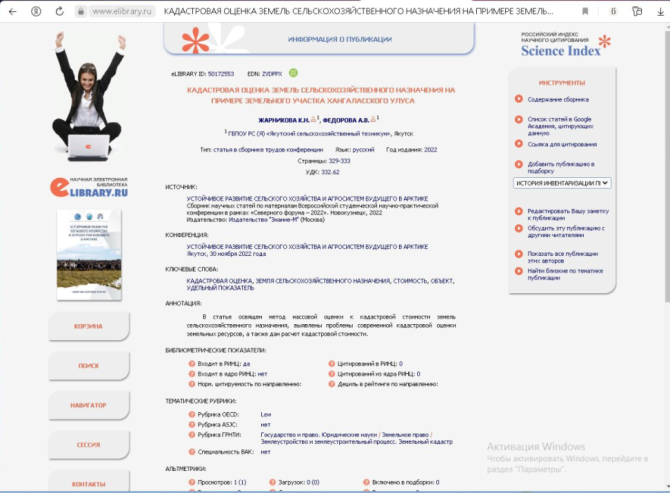 www.elibrary.ru
КАДАСТРОВАЯ ОЦЕНКА ЗЕМЕЛЬ СЕЛЬСКОХОЗЯЙСТВЕННОГО НАЗНАЧЕНИЯ НА ПРИМЕРЕ ЗЕМЕЛЬ...
НАУЧНАЯ ЭЛЕКТРОННАЯ
БИБЛИОТЕКА
eLIBRARY.RU
КОРЗИНА
ПОИСК
НАВИГАТОР
СЕССИЯ
КОНТАКТЫ
ИНФОРМАЦИЯ О ПУБЛИКАЦИИ
eLIBRARY ID: 50172553 EDN: ZVDPPX
КАДАСТРОВАЯ ОЦЕНКА ЗЕМЕЛЬ СЕЛЬСКОХОЗЯЙСТВЕННОГО НАЗНАЧЕНИЯ НА
ПРИМЕРЕ ЗЕМЕЛЬНОГО УЧАСТКА ХАНГАЛАССКОГО УЛУСА
ЖАРНИКОВА К.Н. 1, ФЕДОРОВА А.В. 1
1 ГБПОУ РС (Я) «Якутский сельскохозяйственный техникум», Якутск
Тип: статья в сборнике трудов конференции Язык: русский Год издания: 2022
Страницы: 329-333
УДК: 332.62
ИСТОЧНИК:
УСТОЙЧИВОЕ РАЗВИТИЕ СЕЛЬСКОГО ХОЗЯЙСТВА И АГРОСИСТЕМ БУДУЩЕГО В АРКТИКЕ
Сборник научных статей по материалам Всероссийской студенческой научно-практической
конференции в рамках «Северного форума – 2022». Новокузнецк, 2022
Издательство: Издательство "Знание-М" (Москва)
КОНФЕРЕНЦИЯ:
УСТОЙЧИВОЕ РАЗВИТИЕ СЕЛЬСКОГО ХОЗЯЙСТВА И АГРОСИСТЕМ БУДУЩЕГО В АРКТИКЕ
Якутск, 30 ноября 2022 года
КЛЮЧЕВЫЕ СЛОВА:
КАДАСТРОВАЯ ОЦЕНКА, ЗЕМЛЯ СЕЛЬСКОХОЗЯЙСТВЕННОГО НАЗНАЧЕНИЯ, СТОИМОСТЬ, ОБЪЕКТ,
УДЕЛЬНЫЙ ПОКАЗАТЕЛЬ
АННОТАЦИЯ:
В статье освящен метод массовой оценки к кадастровой стоимости земель
сельскохозяйственного назначения, выявлены проблемы современной кадастровой оценки
земельных ресурсов, а также дан расчет кадастровой стоимости.
БИБЛИОМЕТРИЧЕСКИЕ ПОКАЗАТЕЛИ:
Входит в РИНЦ: да Цитирований в РИНЦ: 0
Входит в ядро РИНЦ: нет Цитирований из ядра РИНЦ: 0
Норм. цитируемость по направлению: Дециль в рейтинге по направлению:
ТЕМАТИЧЕСКИЕ РУБРИКИ:
Рубрика OECD: Law
Рубрика ASJC: нет
Рубрика ГРНТИ: Государство и право. Юридические науки / Земельное право /
Землеустройство и землеустроительный процесс. Земельный кадастр
Специальность ВАК: нет
АЛЬТМЕТРИКИ:
Просмотров: 1 (1) Загрузок: 0 (0) Включено в подборки: 0
РОССИЙСКИЙ ИНДЕКС
НАУЧНОГО ЦИТИРОВАНИЯ
Science Index
ИНСТРУМЕНТЫ
Содержание сборника
Список статей в Google
Академия, цитирующих
данную
Ссылка для цитирования
Добавить публикацию в
подборку
ИСТОРИЯ ИНВЕНТАРИЗАЦИИ П
Редактировать Вашу заметку
к публикации
Обсудить эту публикацию с
другими читателями
Показать все публикации
этих авторов
Найти близкие по тематике
публикации
Активация Windows
Чтобы активировать Windows, перейдите в
раздел "Параметры".